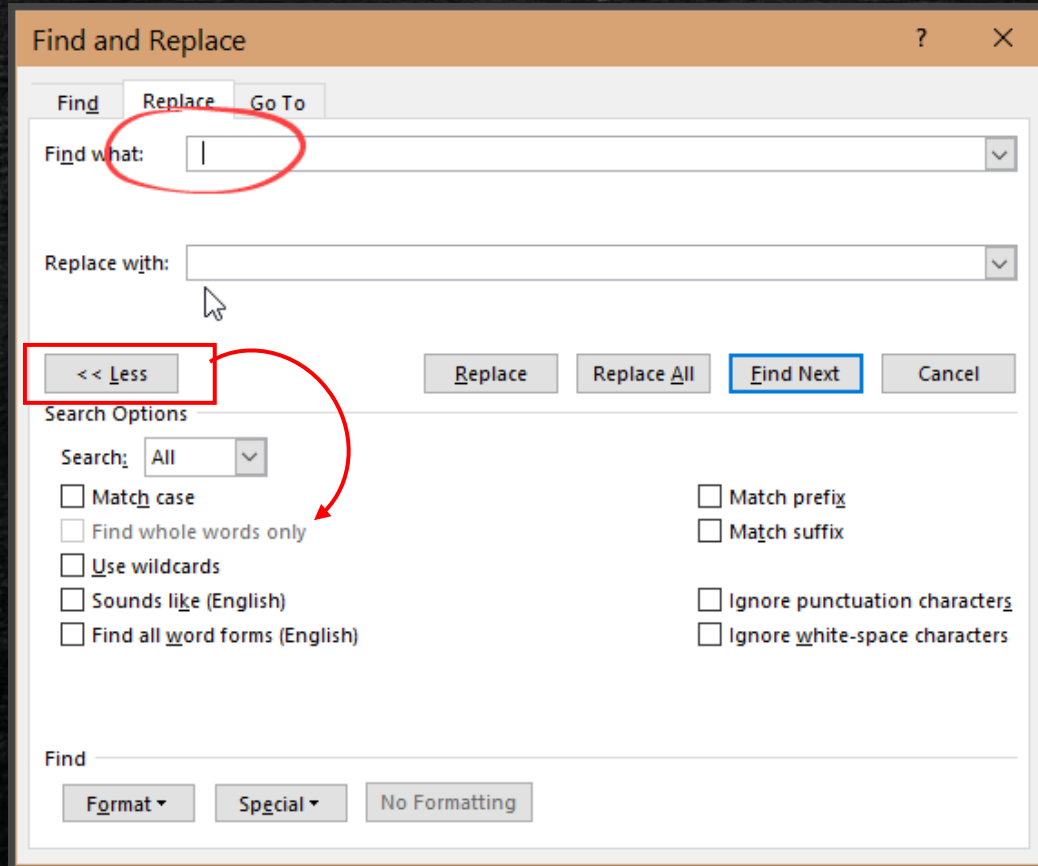 Find and Replace ?
Find Replace Go To
Find what:
Replace with:
<< Less Replace Replace All Find Next Cancel
Search Options
Search: All
Match case Match prefix
Find whole words only Match suffix
Use wildcards
Sounds like (English) Ignore punctuation characters
Find all word forms (English) Ignore white-space characters
Find
Format Special No Formatting